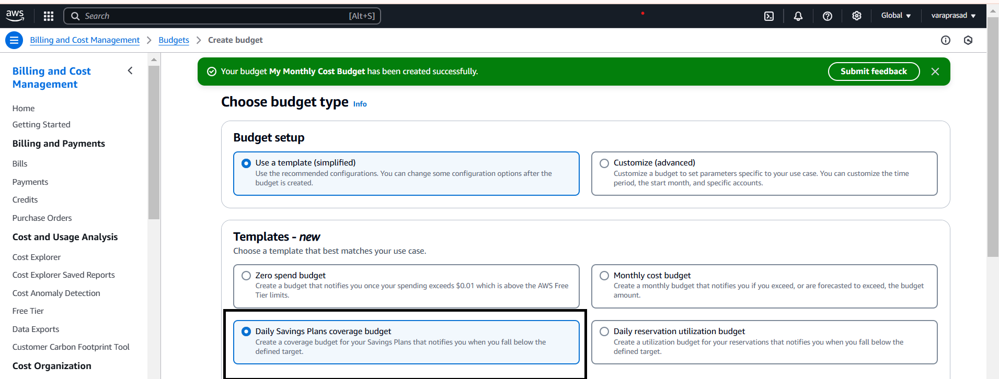 aws
Search [Alt+S]
Global
varaprasad
Billing and Cost Management
Budgets
Create budget
Billing and Cost
Management
Home
Getting Started
Billing and Payments
Bills
Payments
Credits
Purchase Orders
Cost and Usage Analysis
Cost Explorer
Cost Explorer Saved Reports
Cost Anomaly Detection
Free Tier
Data Exports
Customer Carbon Footprint Tool
Cost Organization
Your budget My Monthly Cost Budget has been created successfully.
Submit feedback
Choose budget type Info
Budget setup
Use a template (simplified)
Use the recommended configurations. You can change some configuration options after the
budget is created.
Customize (advanced)
Customize a budget to set parameters specific to your use case. You can customize the time
period, the start month, and specific accounts.
Templates - new
Choose a template that best matches your use case.
Zero spend budget
Create a budget that notifies you once your spending exceeds $0.01 which is above the AWS Free
Tier limits.
Monthly cost budget
Create a monthly budget that notifies you if you exceed, or are forecasted to exceed, the budget
amount.
Daily Savings Plans coverage budget
Create a coverage budget for your Savings Plans that notifies you when you fall below the
defined target.
Daily reservation utilization budget
Create a utilization budget for your reservations that notifies you when you fall below the
defined target.